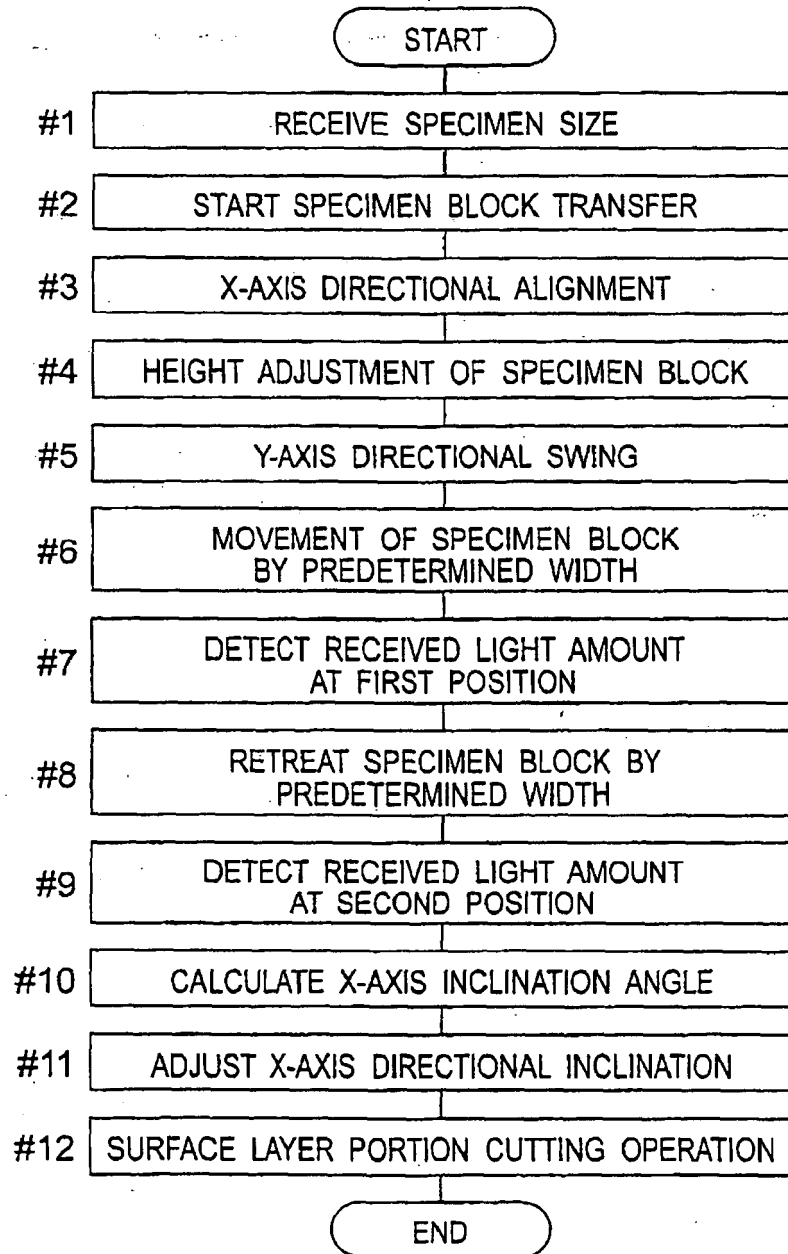 START
#1 RECEIVE SPECIMEN SIZE
#2 START SPECIMEN BLOCK TRANSFER
#3 X-AXIS DIRECTIONAL ALIGNMENT
#4 HEIGHT ADJUSTMENT OF SPECIMEN BLOCK
#5 Y-AXIS DIRECTIONAL SWING
#6 MOVEMENT OF SPECIMEN BLOCK
BY PREDETERMINED WIDTH
#7 DETECT RECEIVED LIGHT AMOUNT
AT FIRST POSITION
#8 RETREAT SPECIMEN BLOCK BY
PREDETERMINED WIDTH
#9 DETECT RECEIVED LIGHT AMOUNT
AT SECOND POSITION
#10 CALCULATE X-AXIS INCLINATION ANGLE
#11 ADJUST X-AXIS DIRECTIONAL INCLINATION
#12 SURFACE LAYER PORTION CUTTING OPERATION
END